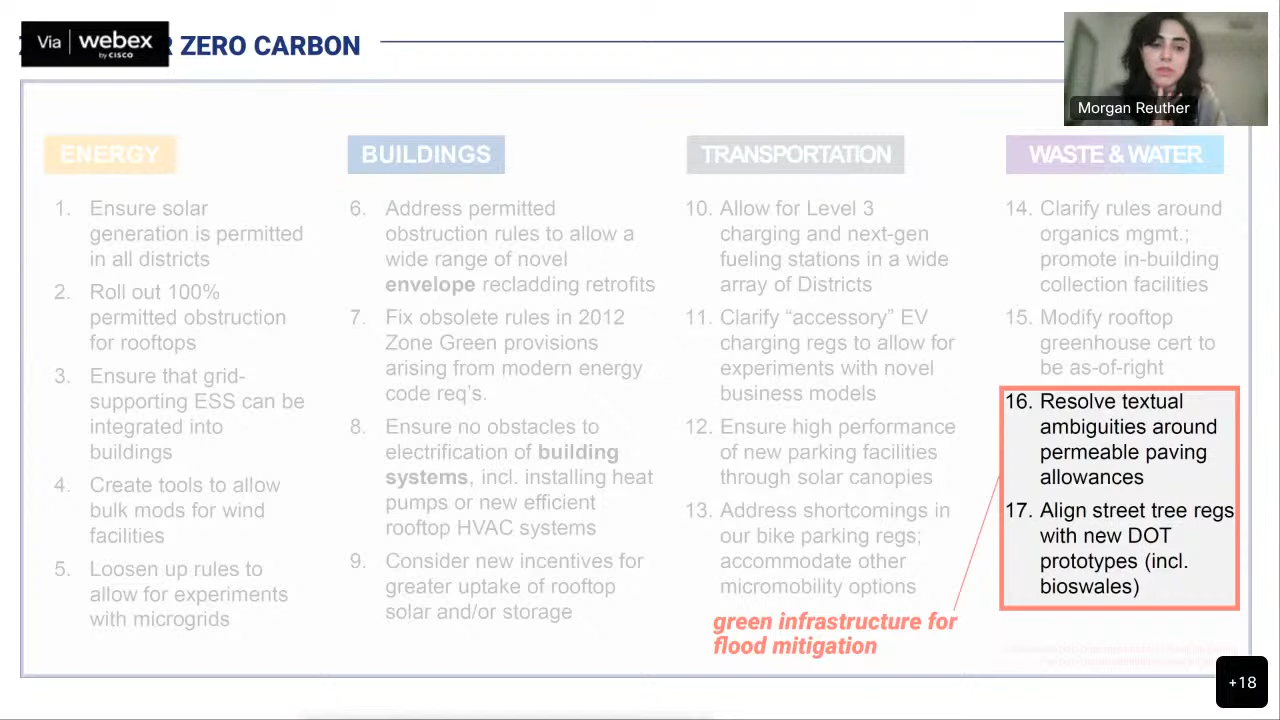 Via webex
by CISCO
R ZERO CARBON
Morgan Reuther
ENERGY
1. Ensure solar
generation is permitted
in all districts
2. Roll out 100%
permitted obstruction
for rooftops
3. Ensure that grid-
supporting ESS can be
integrated into
buildings
4. Create tools to allow
bulk mods for wind
facilities
5. Loosen up rules to
allow for experiments
with microgrids
BUILDINGS
6. Address permitted
obstruction rules to allow a
wide range of novel
envelope recladding retrofits
7. Fix obsolete rules in 2012
Zone Green provisions
arising from modern energy
code req's.
8. Ensure no obstacles to
electrification of building
systems, incl. installing heat
pumps or new efficient
rooftop HVAC systems
9. Consider new incentives for
greater uptake of rooftop
solar and/or storage
TRANSPORTATION
10. Allow for Level 3
charging and next-gen
fueling stations in a wide
array of Districts
11. Clarify “accessory” EV
charging regs to allow for
experiments with novel
business models
12. Ensure high performance
of new parking facilities
through solar canopies
13. Address shortcomings in
our bike parking regs;
accommodate other
micromobility options
green infrastructure for
flood mitigation
WASTE & WATER
14. Clarify rules around
organics mgmt.;
promote in-building
collection facilities
15. Modify rooftop
greenhouse cert to
be as-of-right
16. Resolve textual
ambiguities around
permeable paving
allowances
17. Align street tree regs
with new DOT
prototypes (incl.
bioswales)
+18